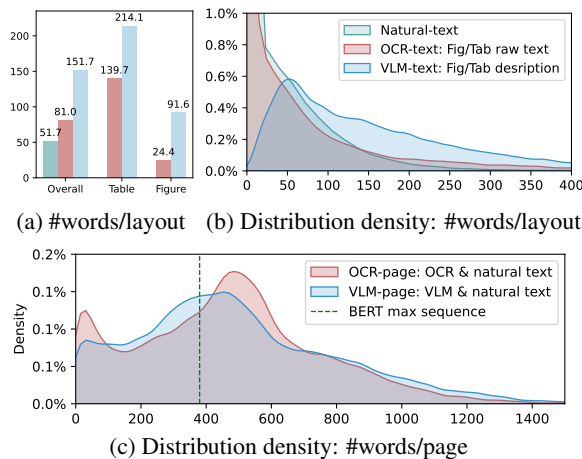 214.1
200
150
100
50
0
151.7
139.7
91.6
81.0
51.7
24.4
Overall Table Figure
(a) #words/layout
1.0%
0.8%
0.6%
0.4%
0.2%
0.0%
Natural-text
OCR-text: Fig/Tab raw text
VLM-text: Fig/Tab desription
0 50 100 150 200 250 300 350 400
(b) Distribution density: #words/layout
Density
0.2%
0.1%
0.1%
0.1%
0.0%
OCR-page: OCR & natural text
VLM-page: VLM & natural text
BERT max sequence
0 200 400 600 800 1000 1200 1400
(c) Distribution density: #words/page